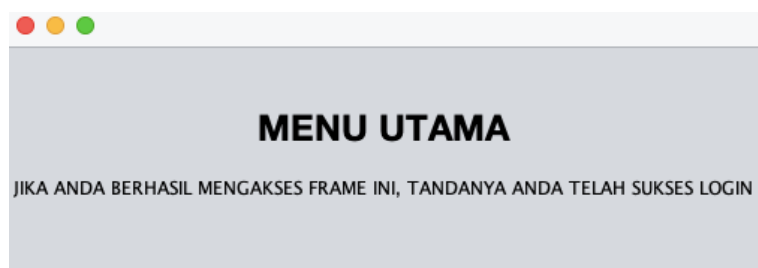 MENU UTAMA
JIKA ANDA BERHASIL MENGAKSES FRAME INI, TANDANYA ANDA TELAH SUKSES LOGIN